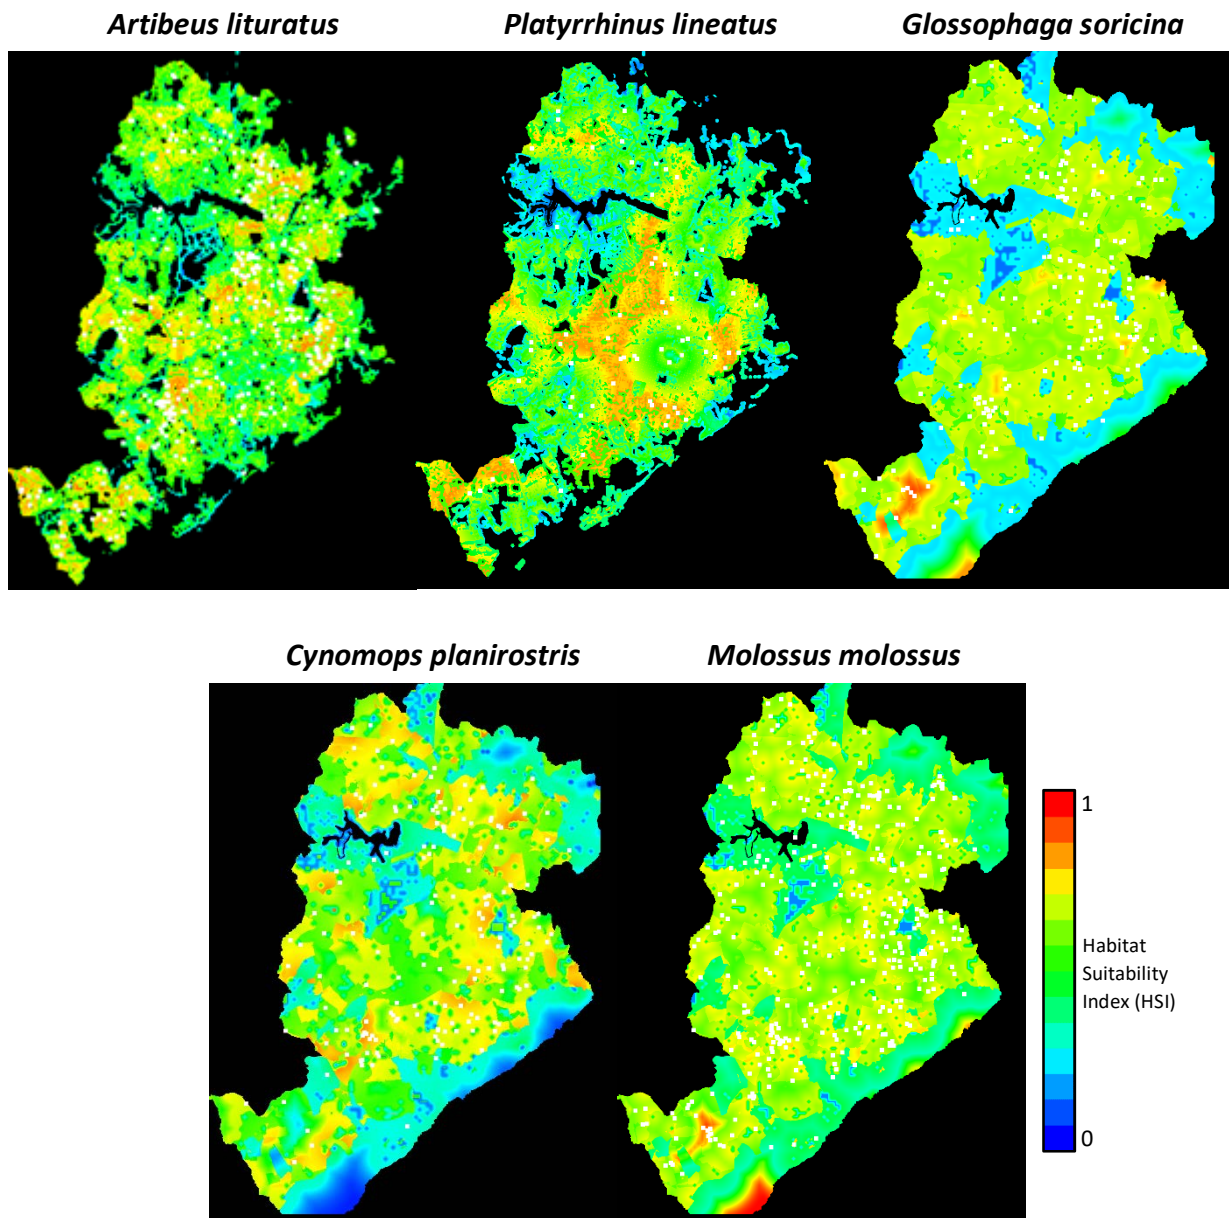 Artibeus lituratus
Platyrrhinus lineatus
Glossophaga soricina
Cynomops planirostris
Molossus molossus
1
Habitat
Suitability
Index (HSI)
0